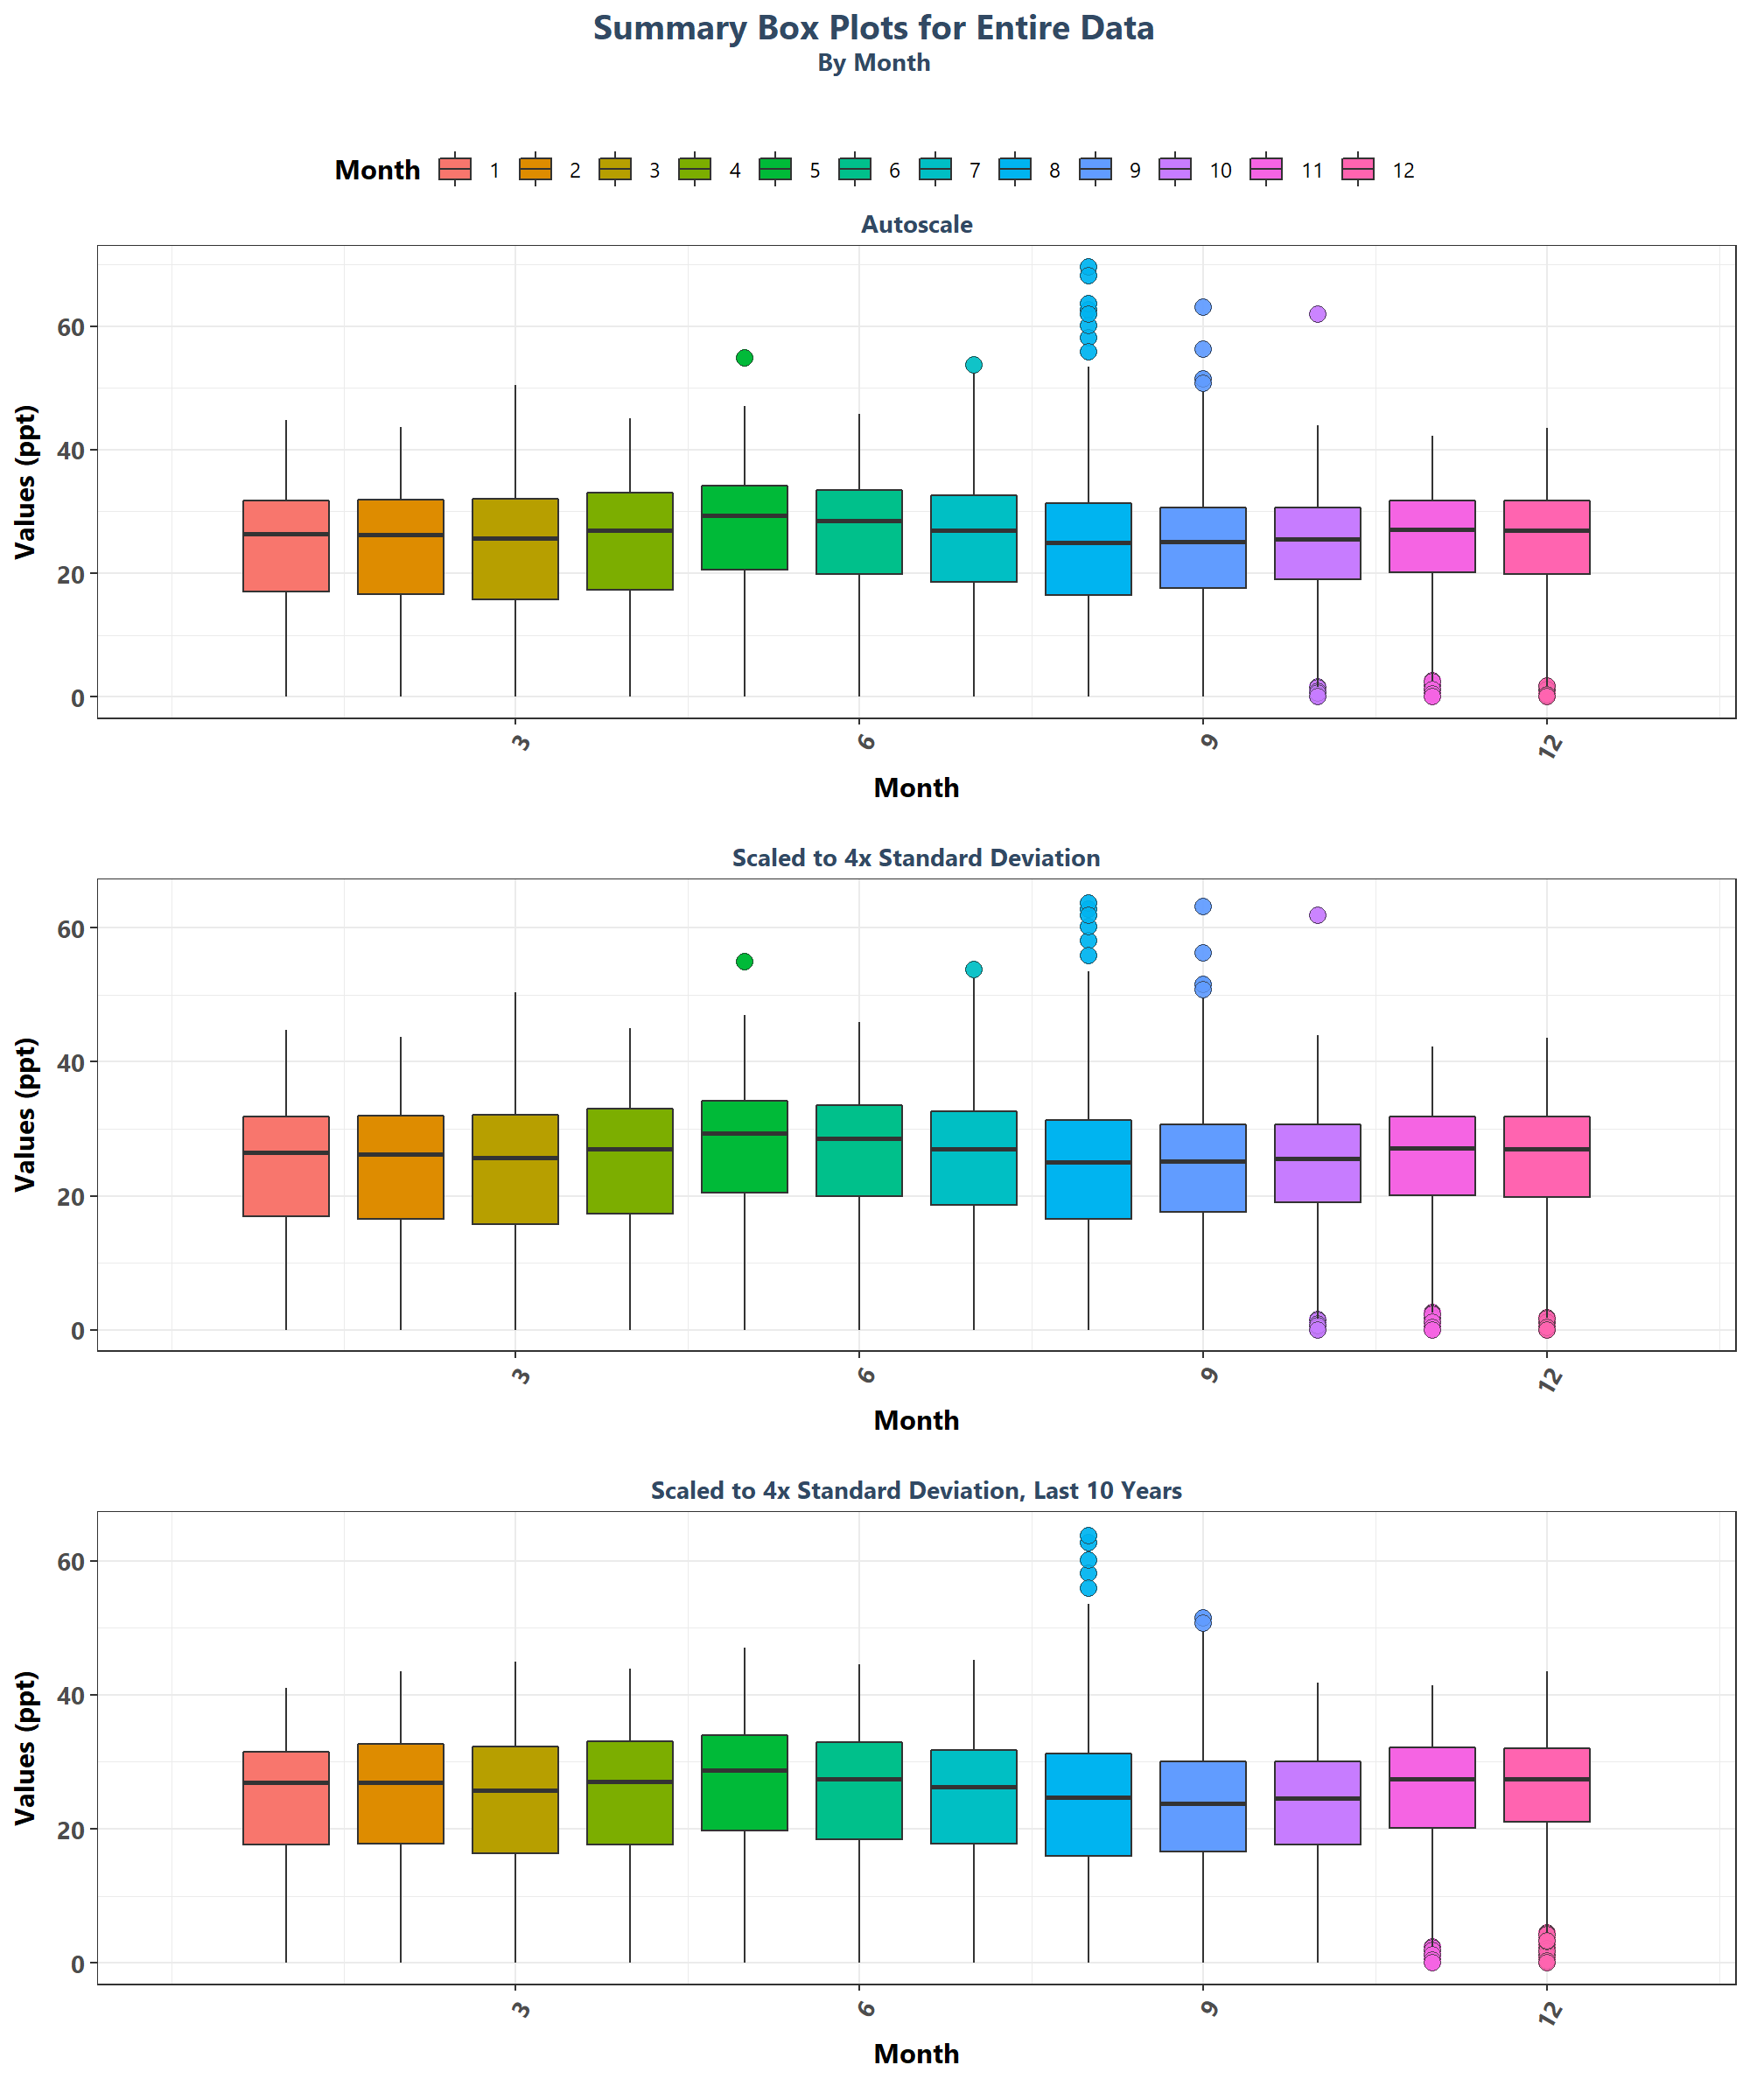 Summary Box Plots for Entire Data
By Month
Month 1 2 3 4 5 6 7 8 9 10 11 12
Autoscale
Values (ppt)
60
40
20
0
3 6 9 12
Month
Scaled to 4x Standard Deviation
Values (ppt)
60
40
20
0
3 6 9 12
Month
Scaled to 4x Standard Deviation, Last 10 Years
Values (ppt)
60
40
20
0
3 6 9 12
Month